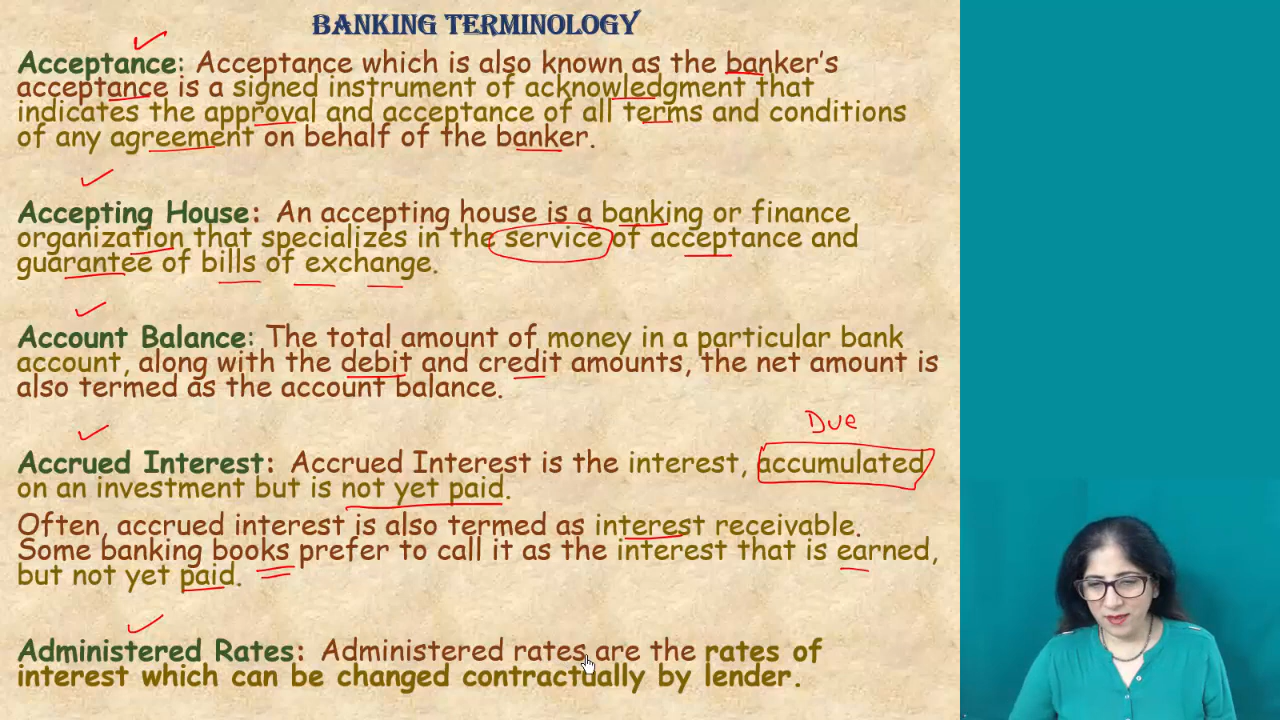 BANKING TERMINOLOGY
Acceptance: Acceptance which is also known as the banker's
acceptance is a signed instrument of acknowledgment that
indicates the approval and acceptance of all terms and conditions
of any agreement on behalf of the banker.
Accepting House: An accepting house is a banking or finance
organization that specializes in the service of acceptance and
guarantee of bills of exchange.
Account Balance: The total amount of money in a particular bank
account, along with the debit and credit amounts, the net amount is
also termed as the account balance.
Due
Accrued Interest: Accrued Interest is the interest, accumulated
on an investment but is not yet paid.
Often, accrued interest is also termed as interest receivable.
Some banking books prefer to call it as the interest that is earned,
but not yet paid.
Administered Rates: Administered rates are the rates of
interest which can be changed contractually by lender.